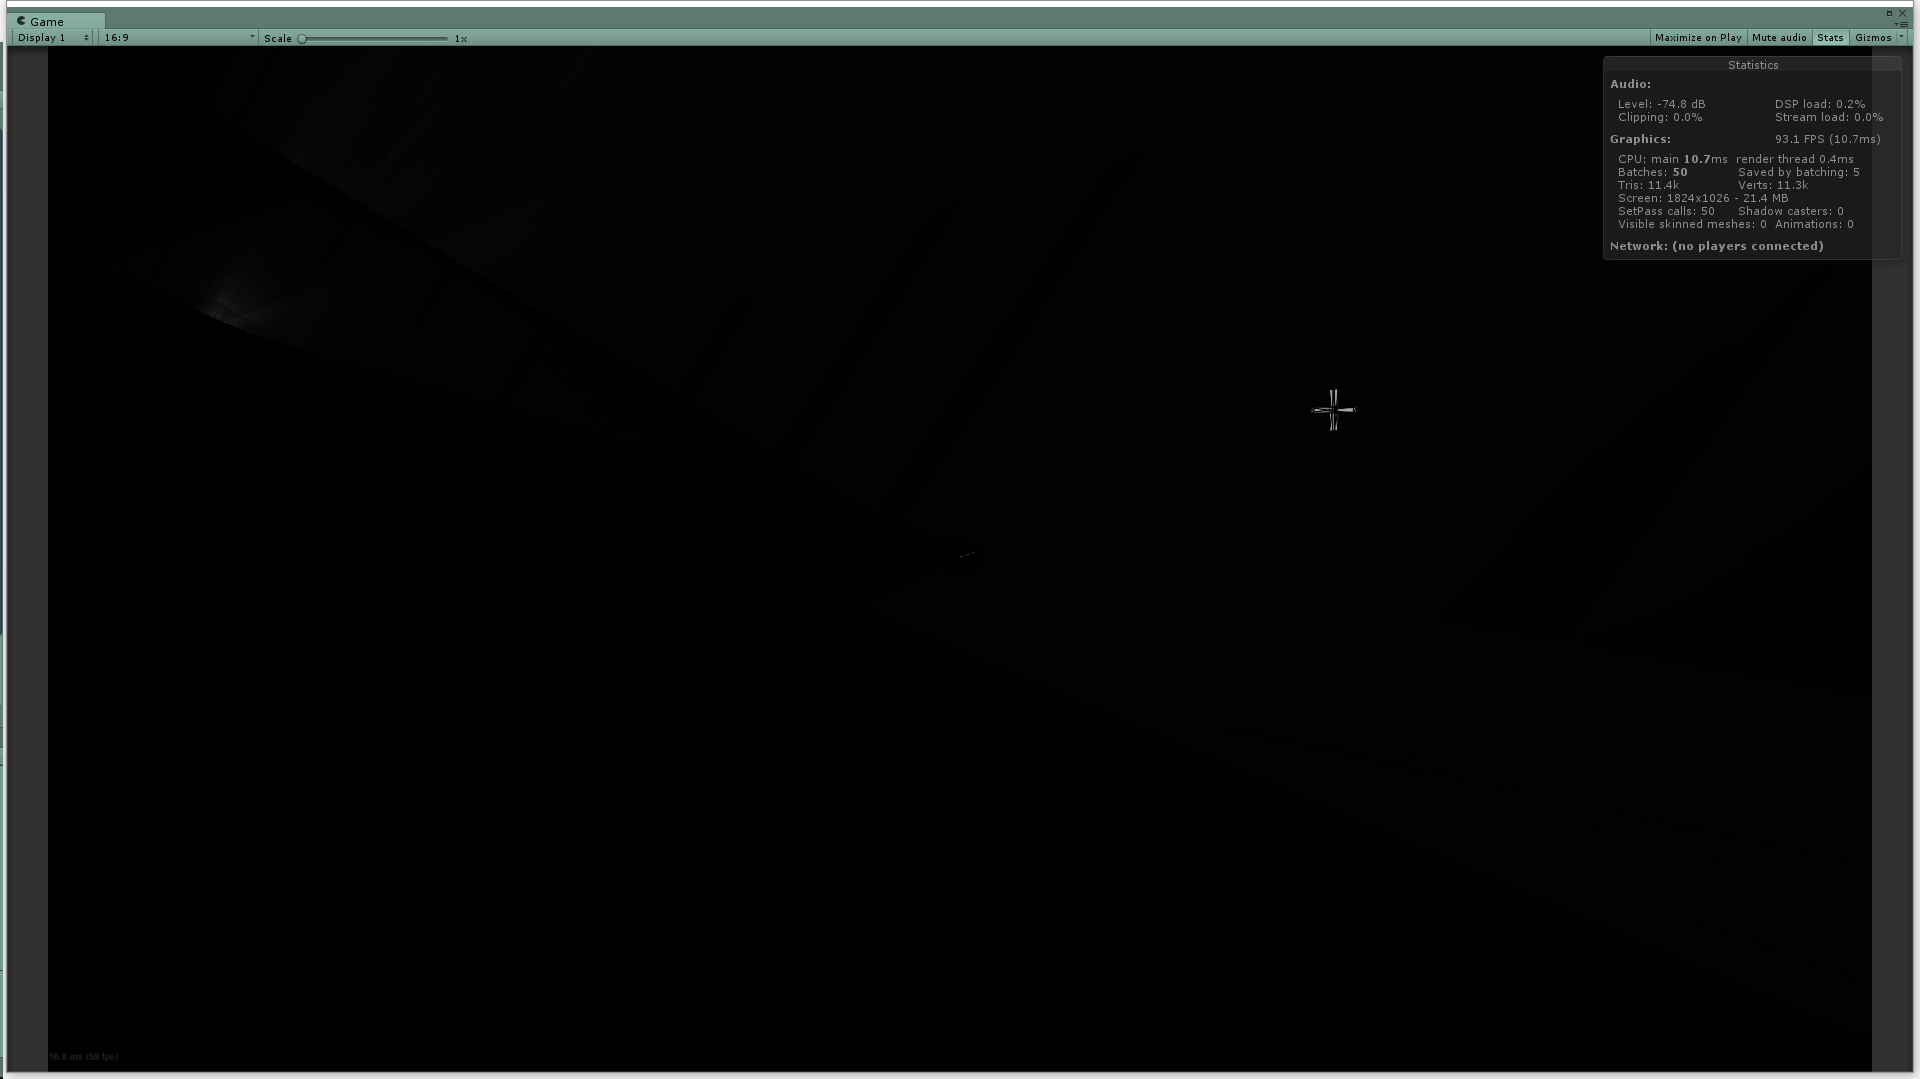 Game
Display 1 16:9 Scale 1x Maximize on Play Mute audio Stats Gizmos
Statistics
Audio:
Level: -74.8 dB DSP load: 0.2%
Clipping: 0.0% Stream load: 0.0%
Graphics: 93.1 FPS (10.7ms)
CPU: main 10.7ms render thread 0.4ms
Batches: 50 Saved by batching: 5
Tris: 11.4k Verts: 11.3k
Screen: 1824x1026 - 21.4 MB
SetPass calls: 50 Shadow casters: 0
Visible skinned meshes: 0 Animations: 0
Network: (no players connected)
16.8 ms (59 fps)